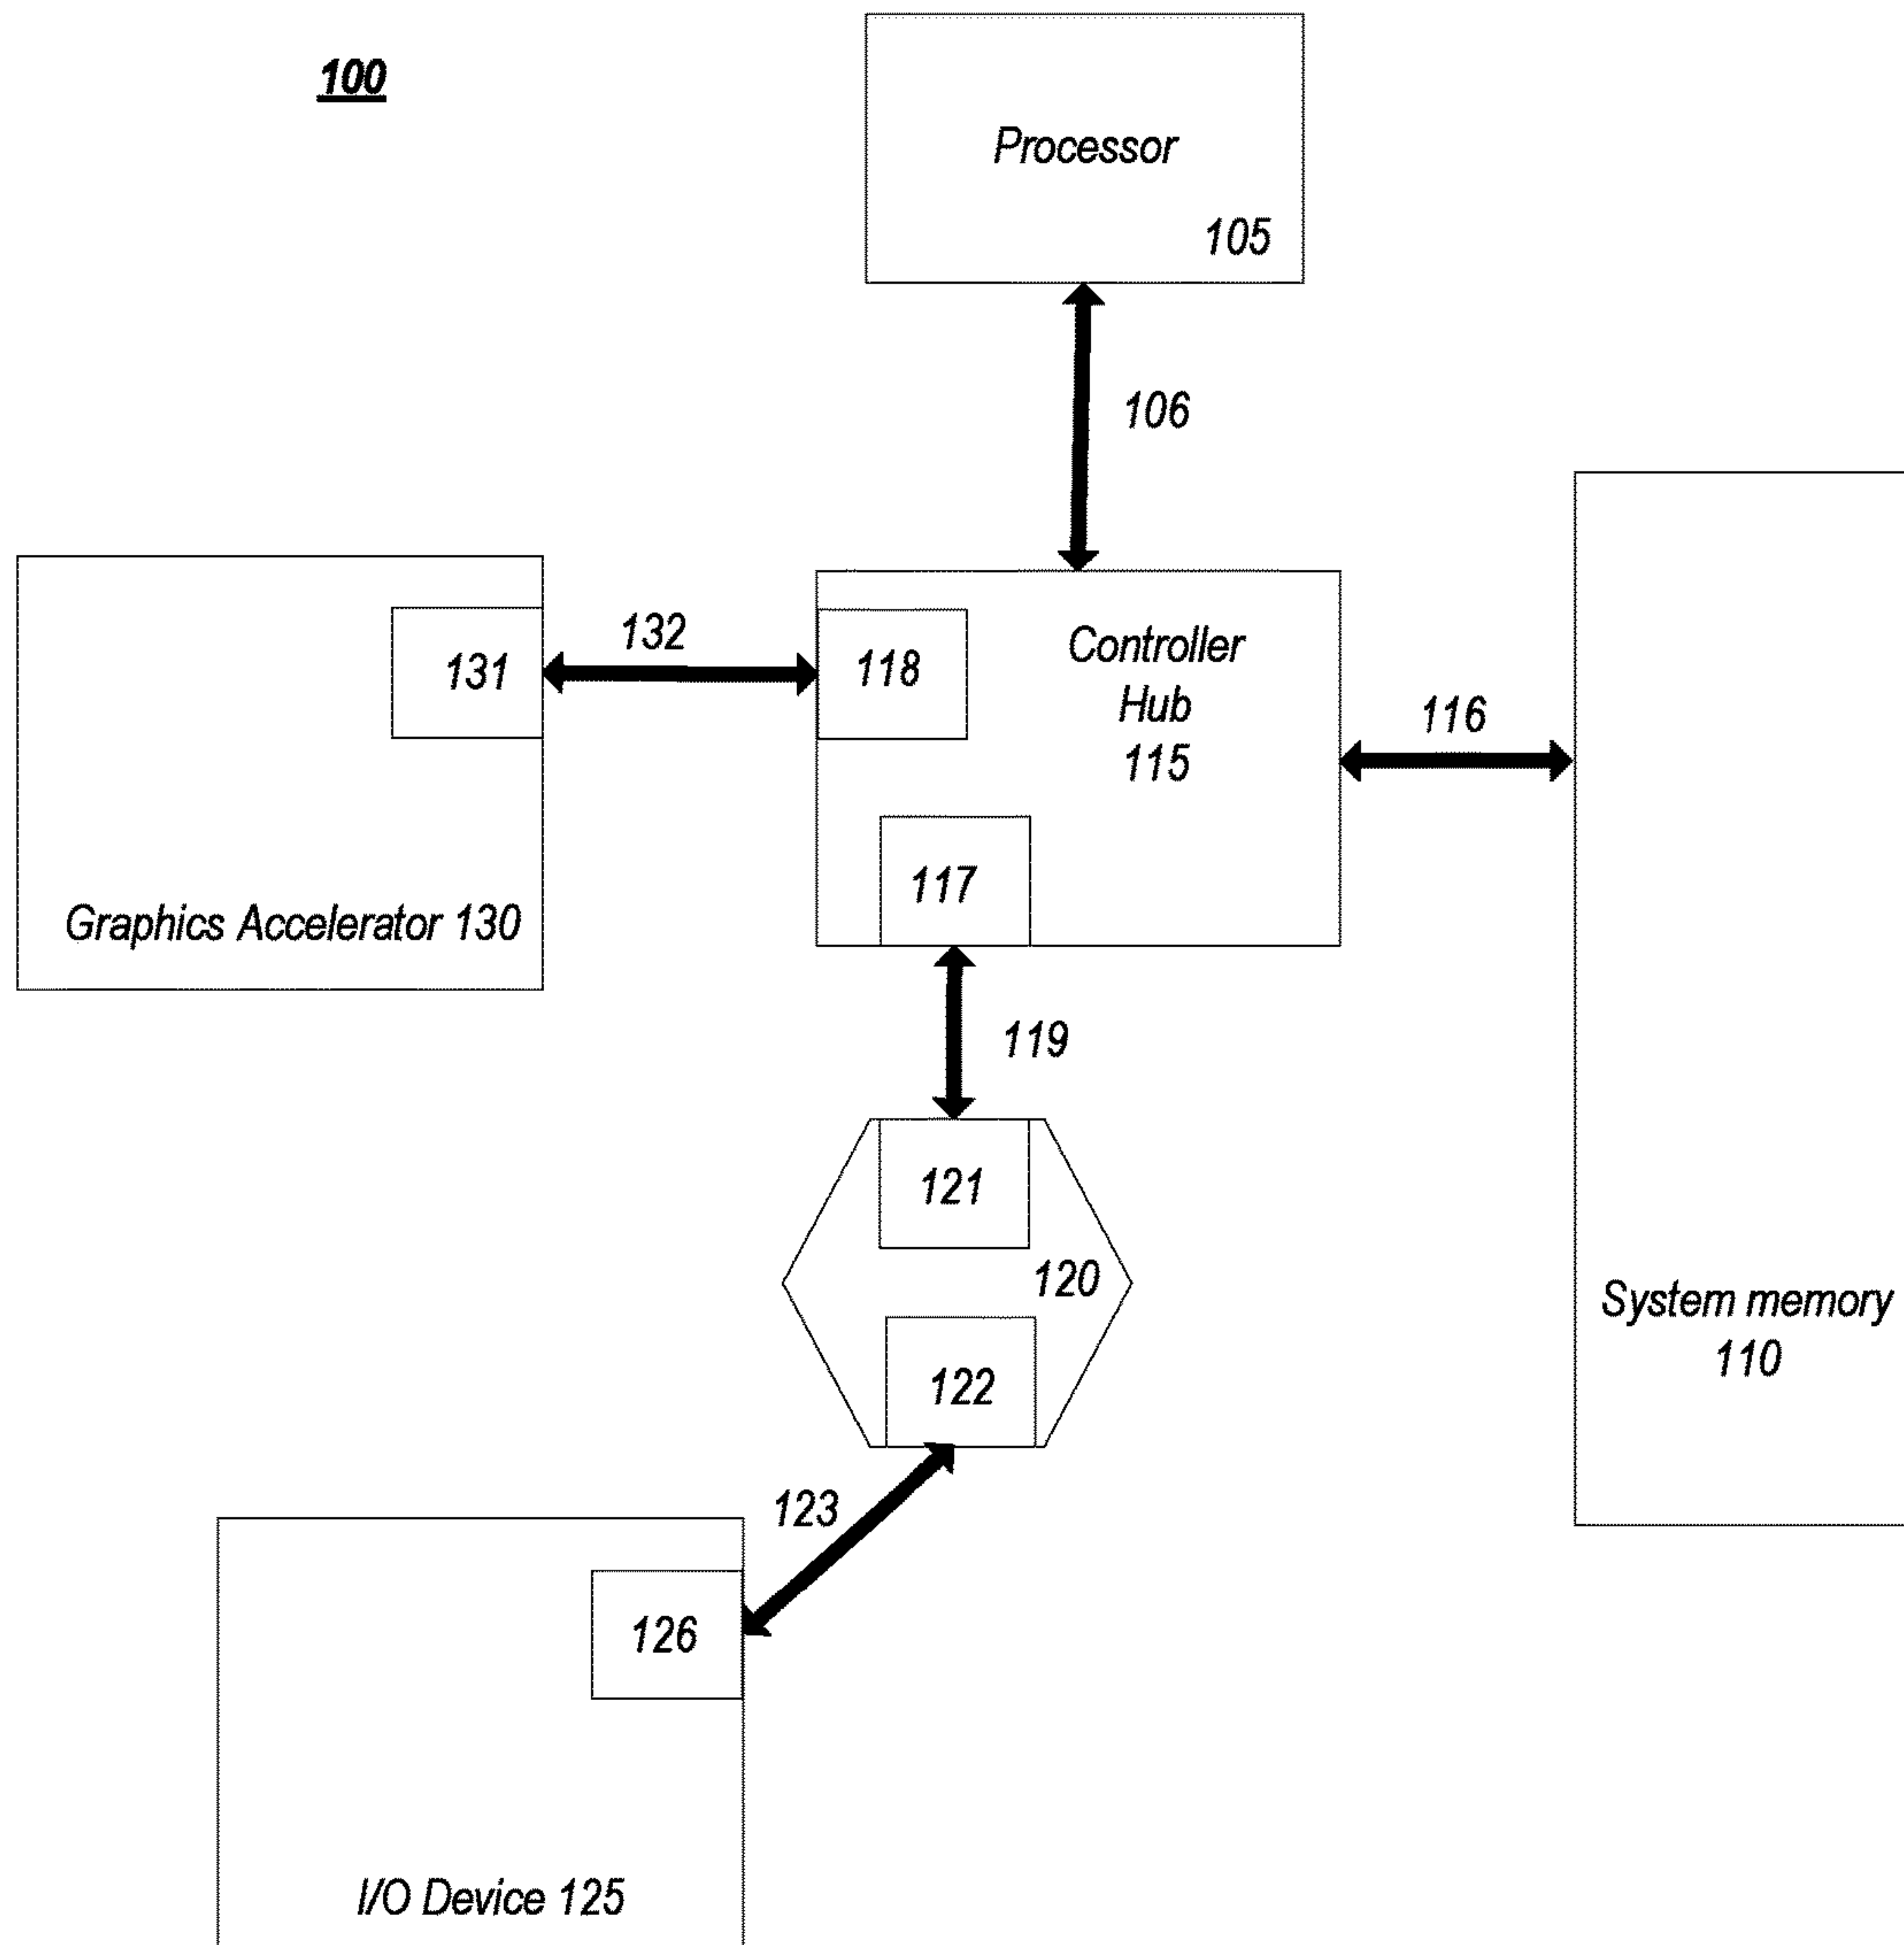 100
Processor
105
106
132
131
118
Controller
Hub
115
116
117
Graphics Accelerator 130
119
121
120
122
System memory
110
123
126
I/O Device 125